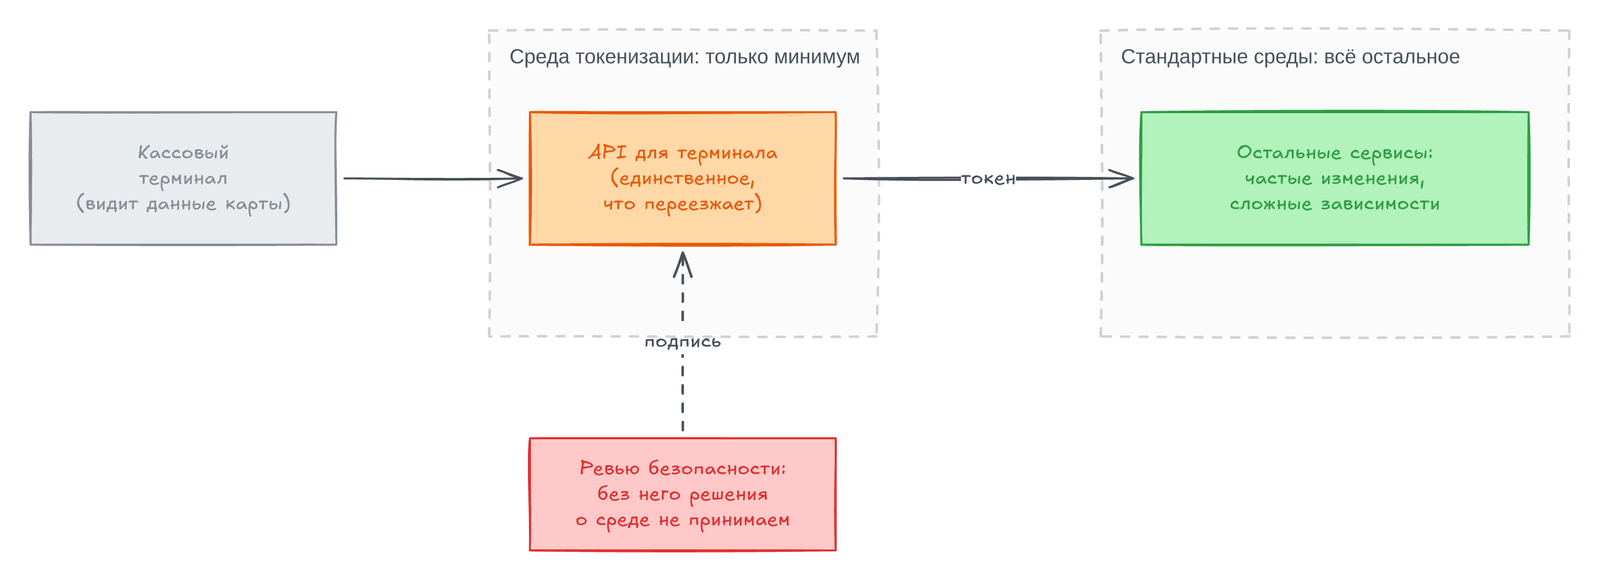 Среда токенизации: только минимум
Стандартные среды: всё остальное
Кассовый
терминал
(видит данные карты)
API для терминала
(единственное,
что переезжает)
токен
Остальные сервисы:
частые изменения,
сложные зависимости
подпись
Ревью безопасности:
без него решения
о среде не принимаем